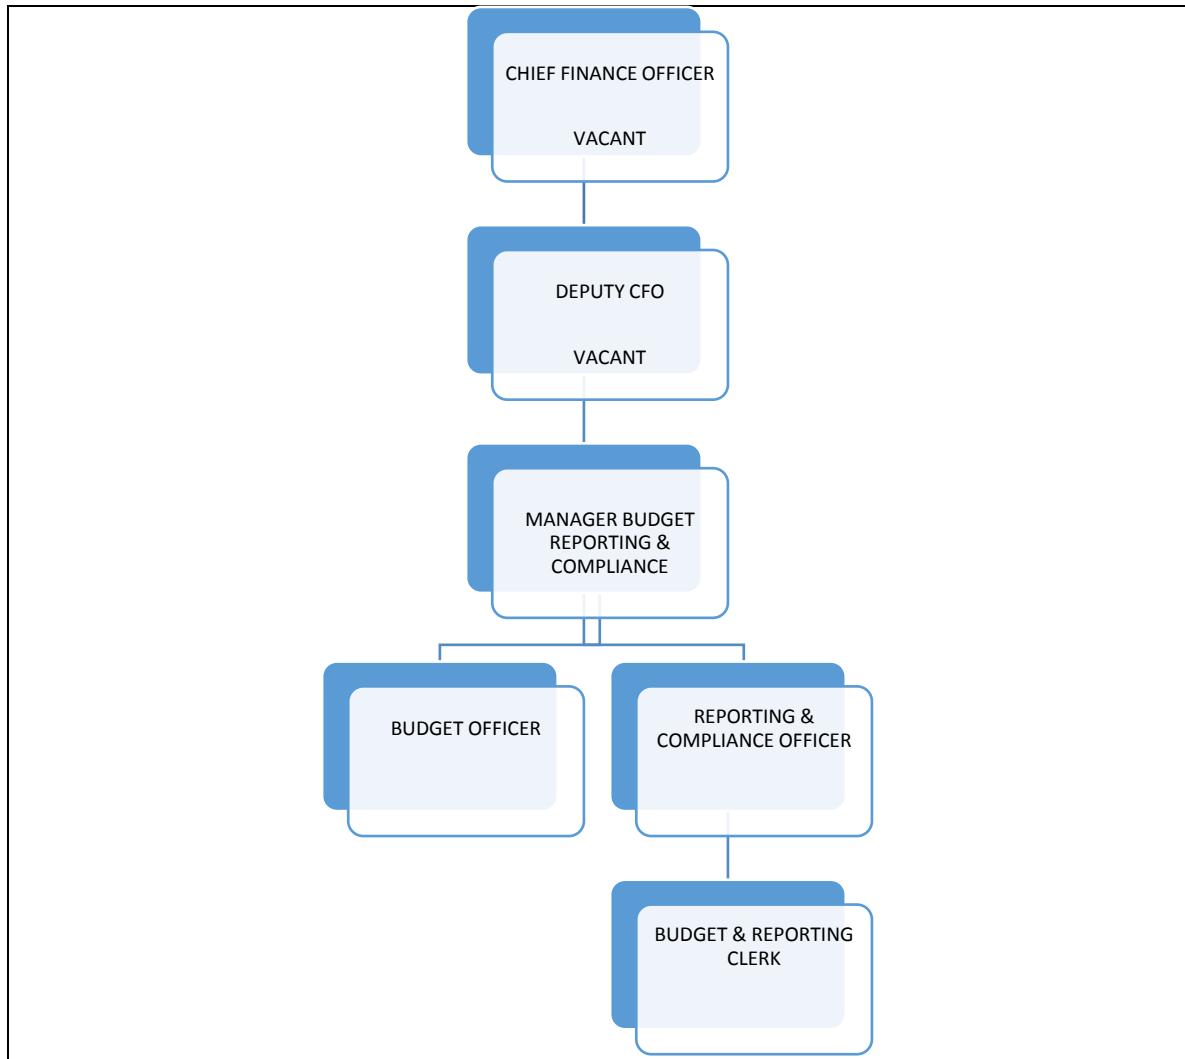 CHIEF FINANCE OFFICER
VACANT
DEPUTY CFO
VACANT
MANAGER BUDGET
REPORTING &
COMPLIANCE
BUDGET OFFICER
REPORTING &
COMPLIANCE OFFICER
BUDGET & REPORTING
CLERK